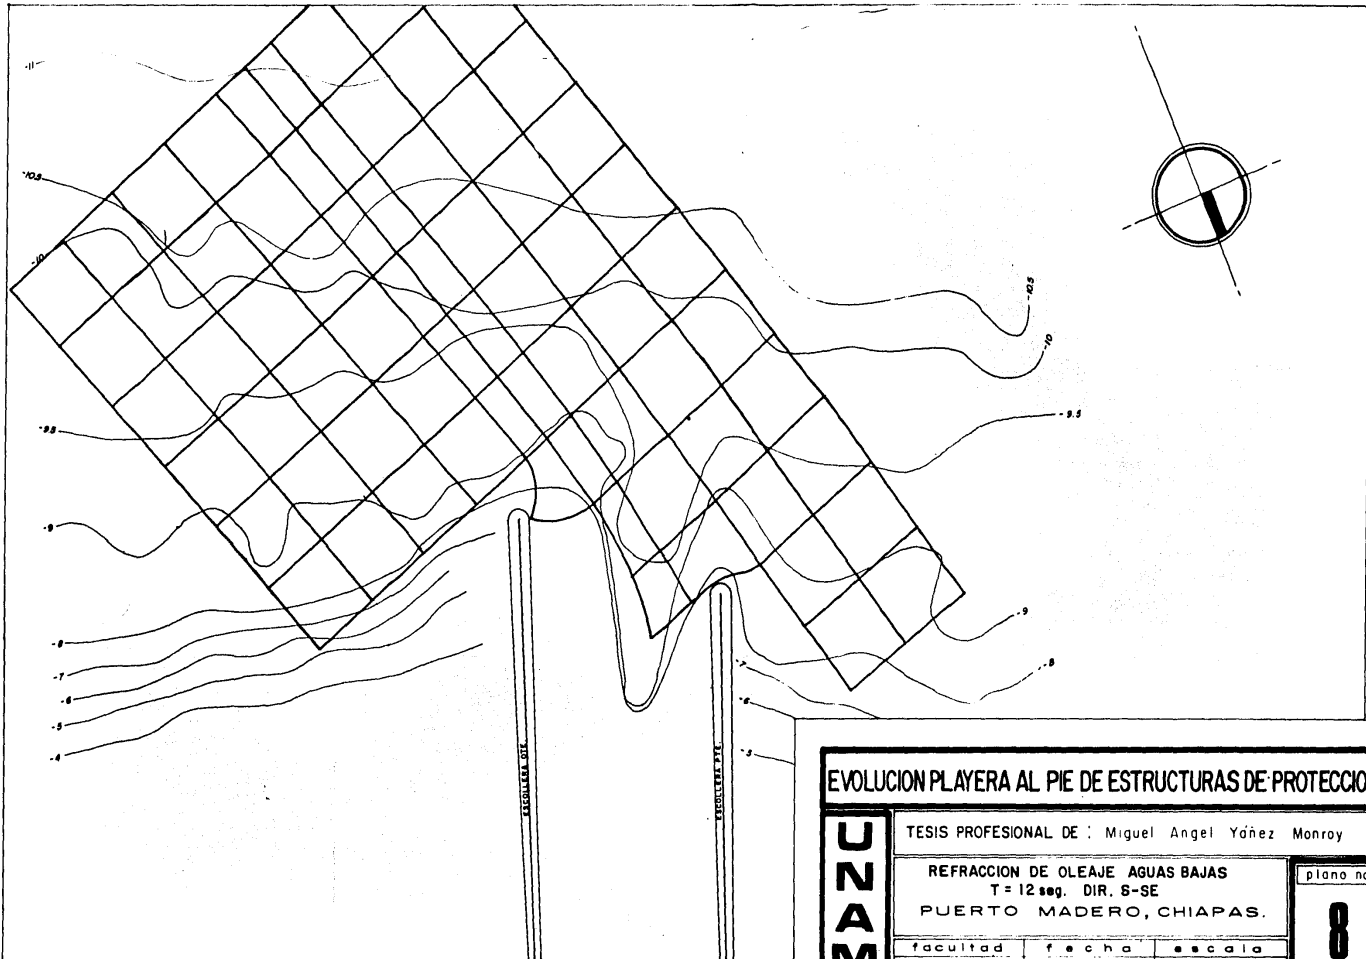 -11
-10.5
-10
-9.5
-9
-8
-7
-6
-5
-4
-10.5
-10
-9.5
-9
-8
-7
-6
-5
ESCOLLERA OTE.
ESCOLLERA PTE.
EVOLUCION PLAYERA AL PIE DE ESTRUCTURAS DE PROTECCIO
UNAM
TESIS PROFESIONAL DE : Miguel Angel Yáñez Monroy
REFRACCION DE OLEAJE AGUAS BAJAS
T = 12 seg. DIR. S-SE
PUERTO MADERO, CHIAPAS.
plano no
8
facultad fecha escala